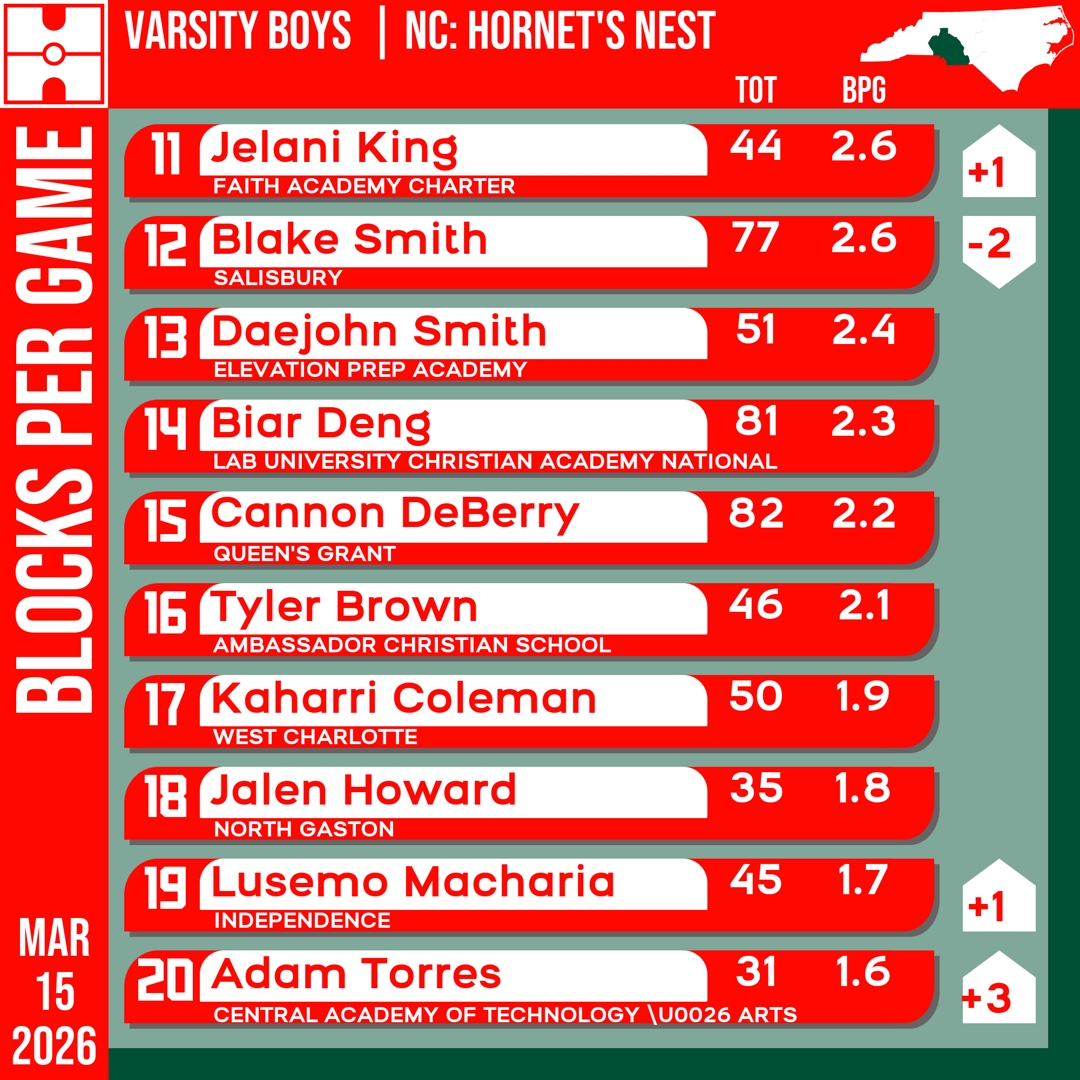 VARSITY BOYS | NC: HORNET'S NEST
TOT BPG
BLOCKS PER GAME
11 Jelani King 44 2.6 +1
FAITH ACADEMY CHARTER
12 Blake Smith 77 2.6 -2
SALISBURY
13 Daejohn Smith 51 2.4
ELEVATION PREP ACADEMY
14 Biar Deng 81 2.3
LAB UNIVERSITY CHRISTIAN ACADEMY NATIONAL
15 Cannon DeBerry 82 2.2
QUEEN'S GRANT
16 Tyler Brown 46 2.1
AMBASSADOR CHRISTIAN SCHOOL
17 Kaharri Coleman 50 1.9
WEST CHARLOTTE
18 Jalen Howard 35 1.8
NORTH GASTON
19 Lusemo Macharia 45 1.7 +1
INDEPENDENCE
20 Adam Torres 31 1.6 +3
CENTRAL ACADEMY OF TECHNOLOGY \U0026 ARTS
MAR
15
2026